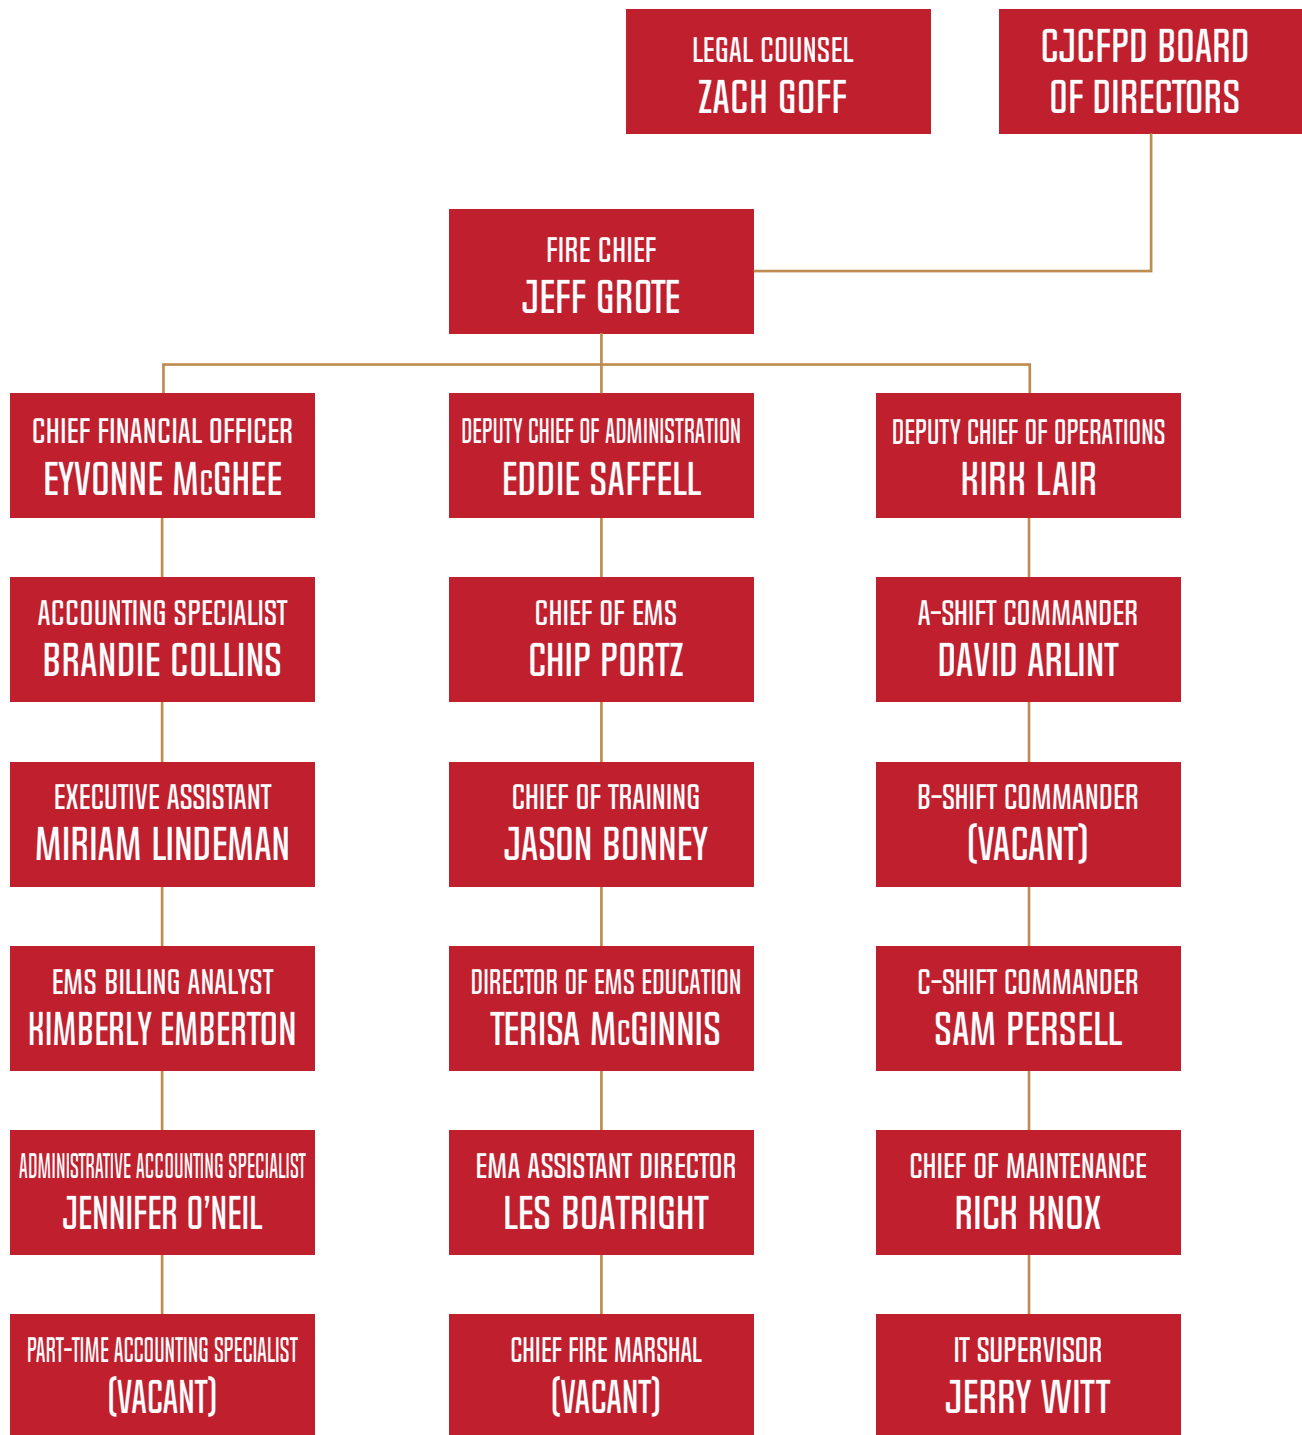 LEGAL COUNSEL
ZACH GOFF
CJCFPD BOARD
OF DIRECTORS
FIRE CHIEF
JEFF GROTE
CHIEF FINANCIAL OFFICER
EYVONNE McGHEE
DEPUTY CHIEF OF ADMINISTRATION
EDDIE SAFFELL
DEPUTY CHIEF OF OPERATIONS
KIRK LAIR
ACCOUNTING SPECIALIST
BRANDIE COLLINS
CHIEF OF EMS
CHIP PORTZ
A-SHIFT COMMANDER
DAVID ARLINT
EXECUTIVE ASSISTANT
MIRIAM LINDEMAN
CHIEF OF TRAINING
JASON BONNEY
B-SHIFT COMMANDER
(VACANT)
EMS BILLING ANALYST
KIMBERLY EMBERTON
DIRECTOR OF EMS EDUCATION
TERISA McGINNIS
C-SHIFT COMMANDER
SAM PERSELL
ADMINISTRATIVE ACCOUNTING SPECIALIST
JENNIFER O'NEIL
EMA ASSISTANT DIRECTOR
LES BOATRIGHT
CHIEF OF MAINTENANCE
RICK KNOX
PART-TIME ACCOUNTING SPECIALIST
(VACANT)
CHIEF FIRE MARSHAL
(VACANT)
IT SUPERVISOR
JERRY WITT